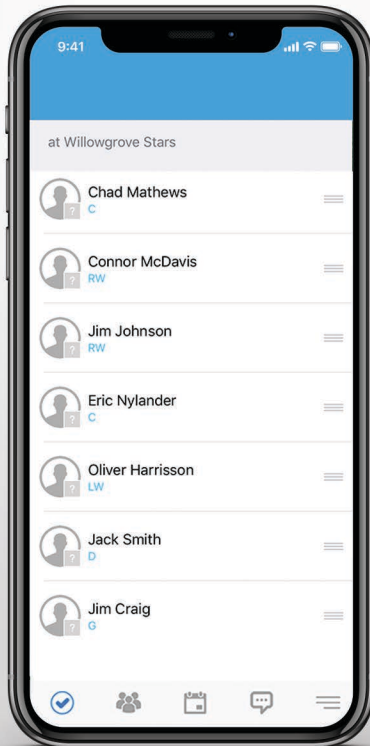 9:41
at Willowgrove Stars
Chad Mathews
C
?
Connor McDavis
RW
?
Jim Johnson
RW
?
Eric Nylander
C
?
Oliver Harrisson
LW
?
Jack Smith
D
?
Jim Craig
G
?